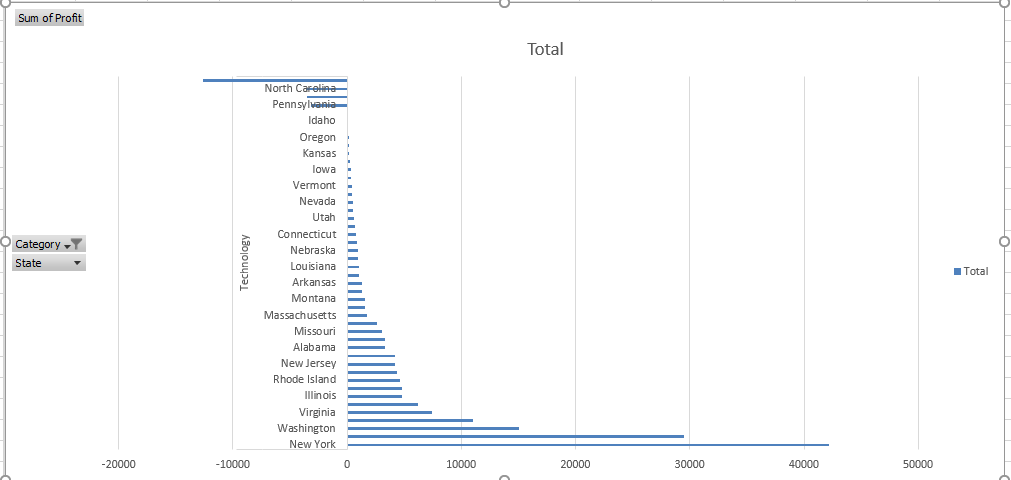 Sum of Profit
Total
North Carolina
Pennsylvania
Idaho
Oregon
Kansas
Iowa
Vermont
Nevada
Utah
Connecticut
Nebraska
Louisiana
Arkansas
Montana
Massachusetts
Missouri
Alabama
New Jersey
Rhode Island
Illinois
Virginia
Washington
New York
Technology
Category
State
Total
-20000 -10000 0 10000 20000 30000 40000 50000